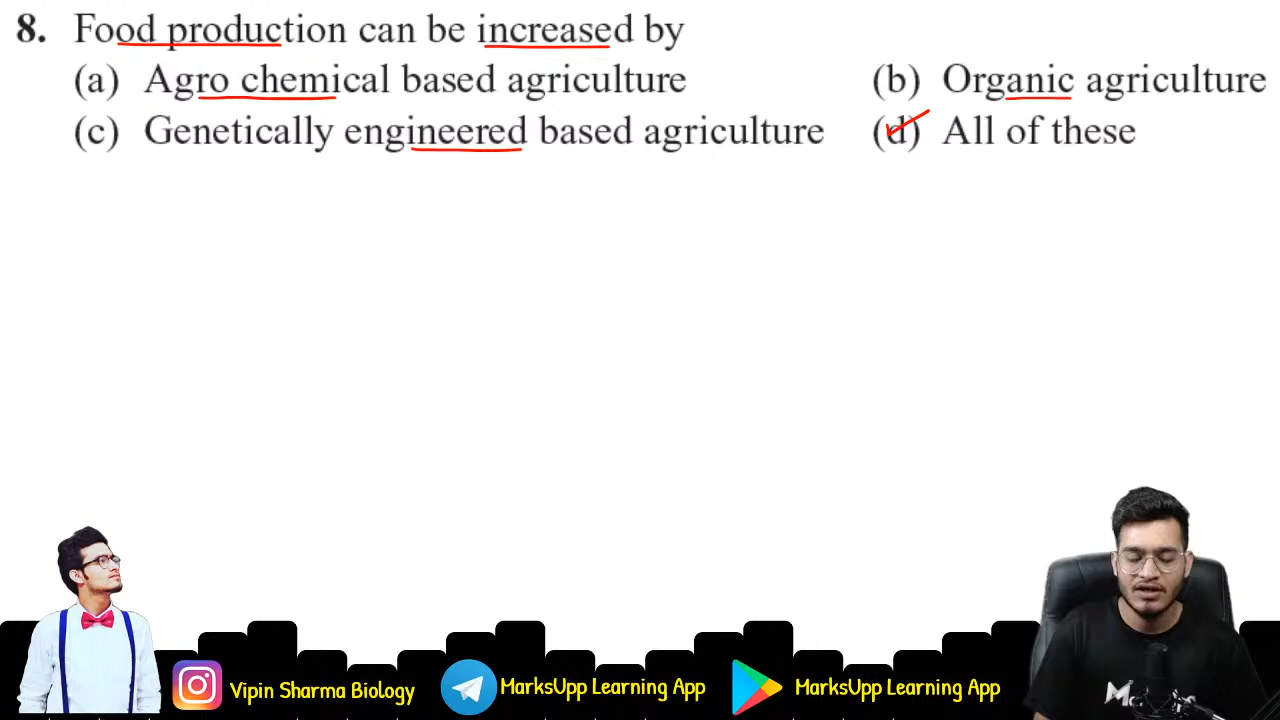 8. Food production can be increased by
(a) Agro chemical based agriculture (b) Organic agriculture
(c) Genetically engineered based agriculture (d) All of these
Vipin Sharma Biology MarksUpp Learning App MarksUpp Learning App